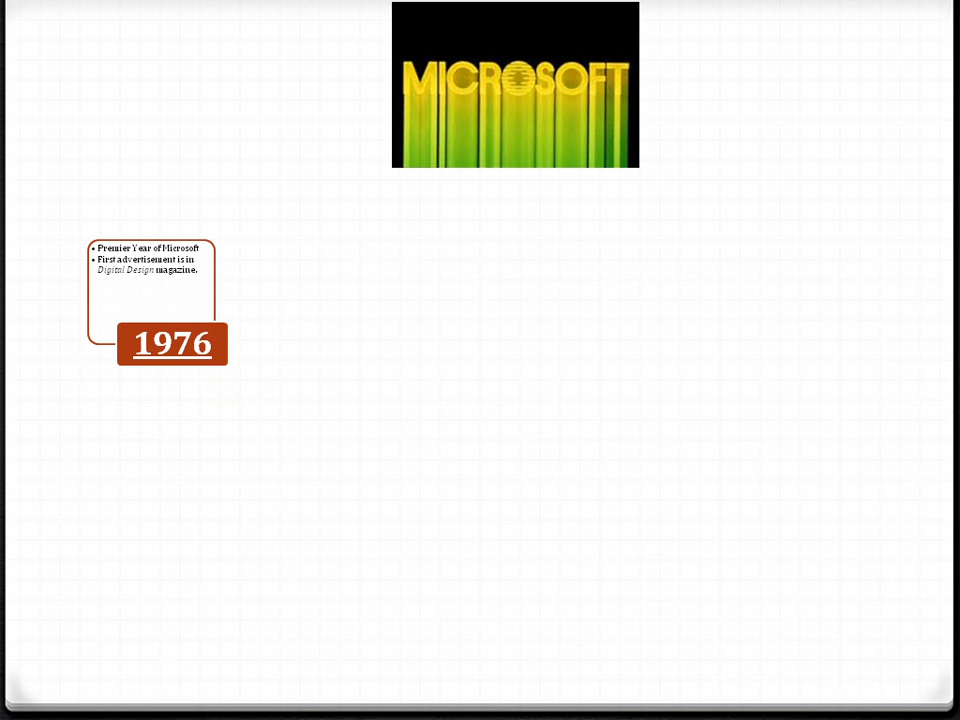 MICROSOFT
• Premier Year of Microsoft
• First advertisement is in
Digital Design magazine.
1976